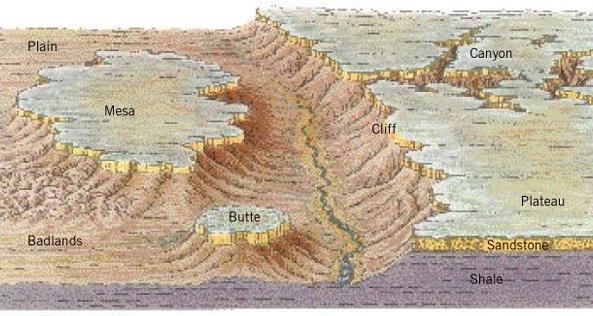 Plain
Canyon
Mesa
Cliff
Plateau
Butte
Badlands
Sandstone
Shale